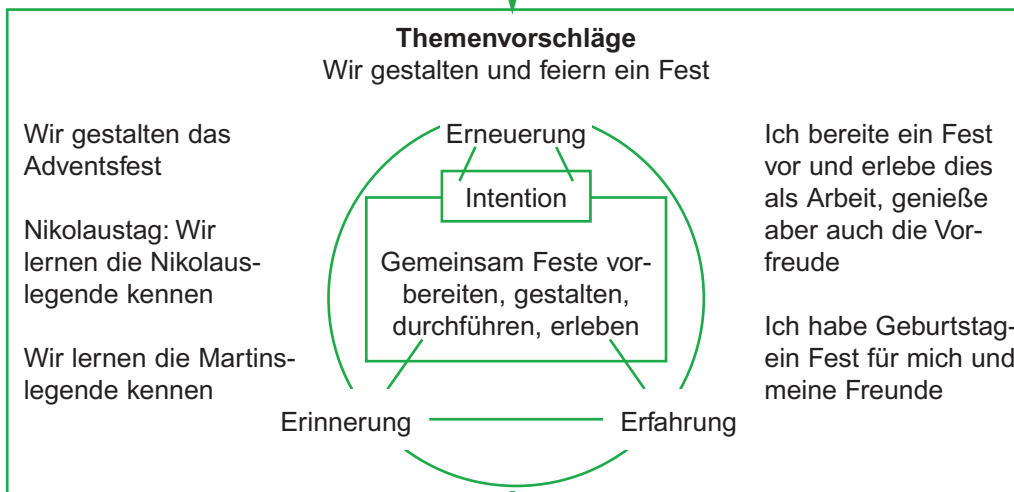 Themenvorschläge
Wir gestalten und feiern ein Fest
Wir gestalten das
Adventsfest
Nikolaustag: Wir
lernen die Nikolaus-
legende kennen
Wir lernen die Martins-
legende kennen
Erneuerung
Intention
Gemeinsam Feste vor-
bereiten, gestalten,
durchführen, erleben
Erinnerung
Erfahrung
Ich bereite ein Fest
vor und erlebe dies
als Arbeit, genieße
aber auch die Vor-
freude
Ich habe Geburtstag-
ein Fest für mich und
meine Freunde